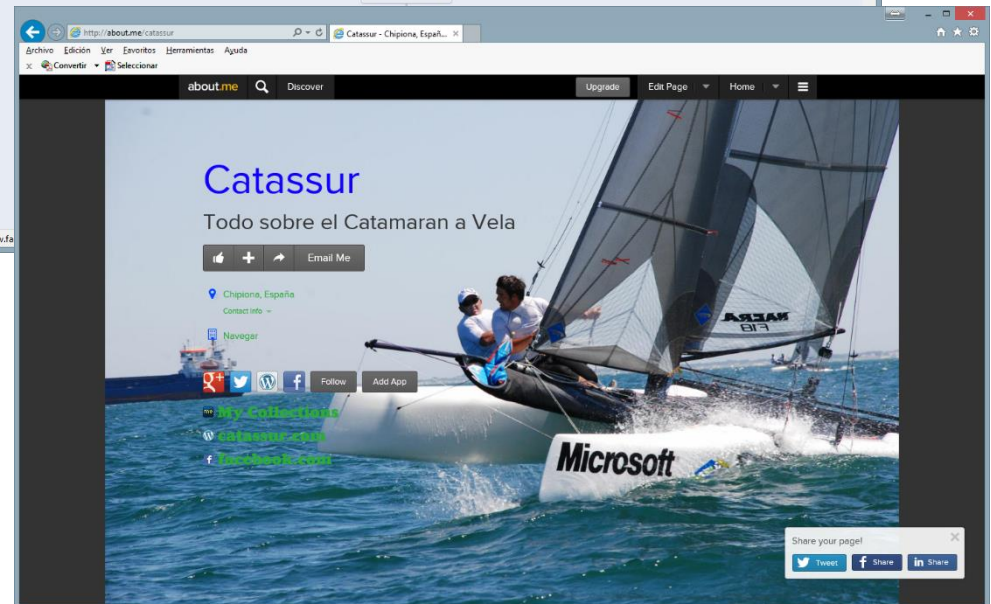 http://about.me/catassur
Catassur - Chipiona, Españ...
Archivo Edición Ver Favoritos Herramientas Ayuda
x Convertir Seleccionar
about.me Discover Upgrade Edit Page Home
Catassur
Todo sobre el Catamaran a Vela
Email Me
Chipiona, España
Contact info
Navegar
Follow Add App
My Collections
catassur.com
facebook.com
NACRA
F18
Microsoft
Share your page!
Tweet Share Share